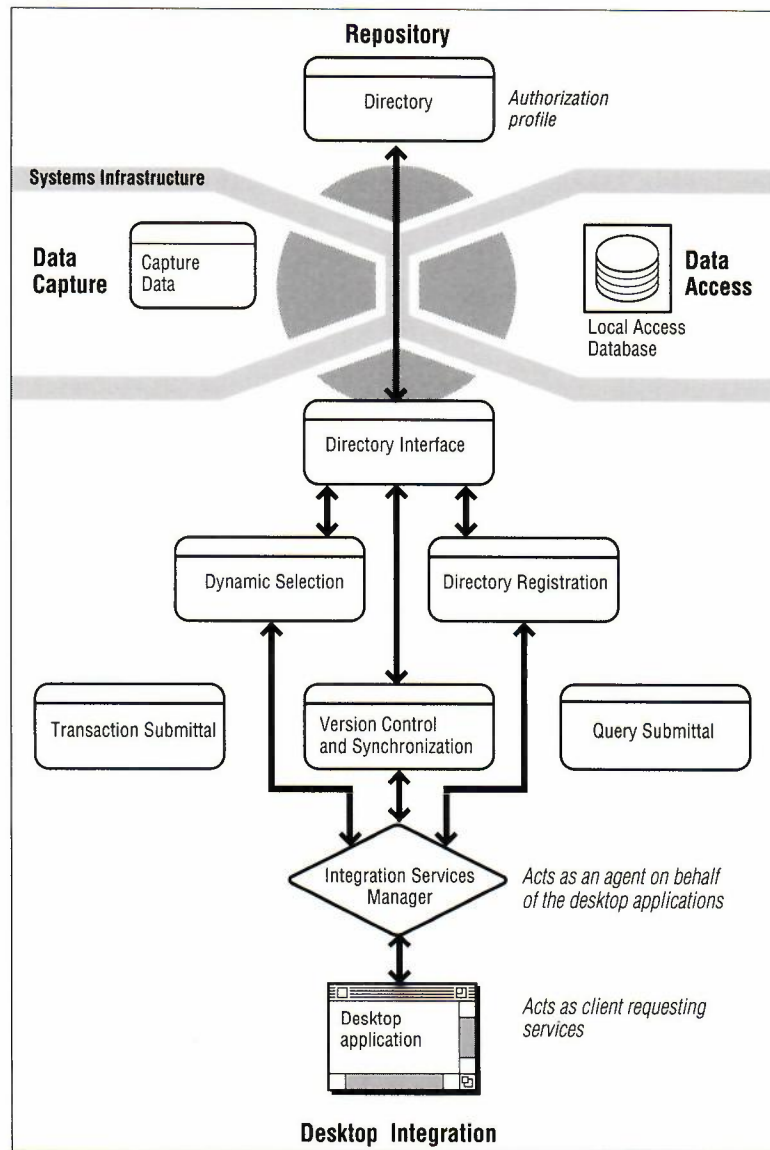 Repository
Directory
Authorization
profile
Systems Infrastructure
Data
Capture
Capture
Data
Data
Access
Local Access
Database
Directory Interface
Dynamic Selection
Directory Registration
Transaction Submittal
Version Control
and Synchronization
Query Submittal
Integration Services
Manager
Acts as an agent on behalf
of the desktop applications
Desktop
application
Acts as client requesting
services
Desktop Integration